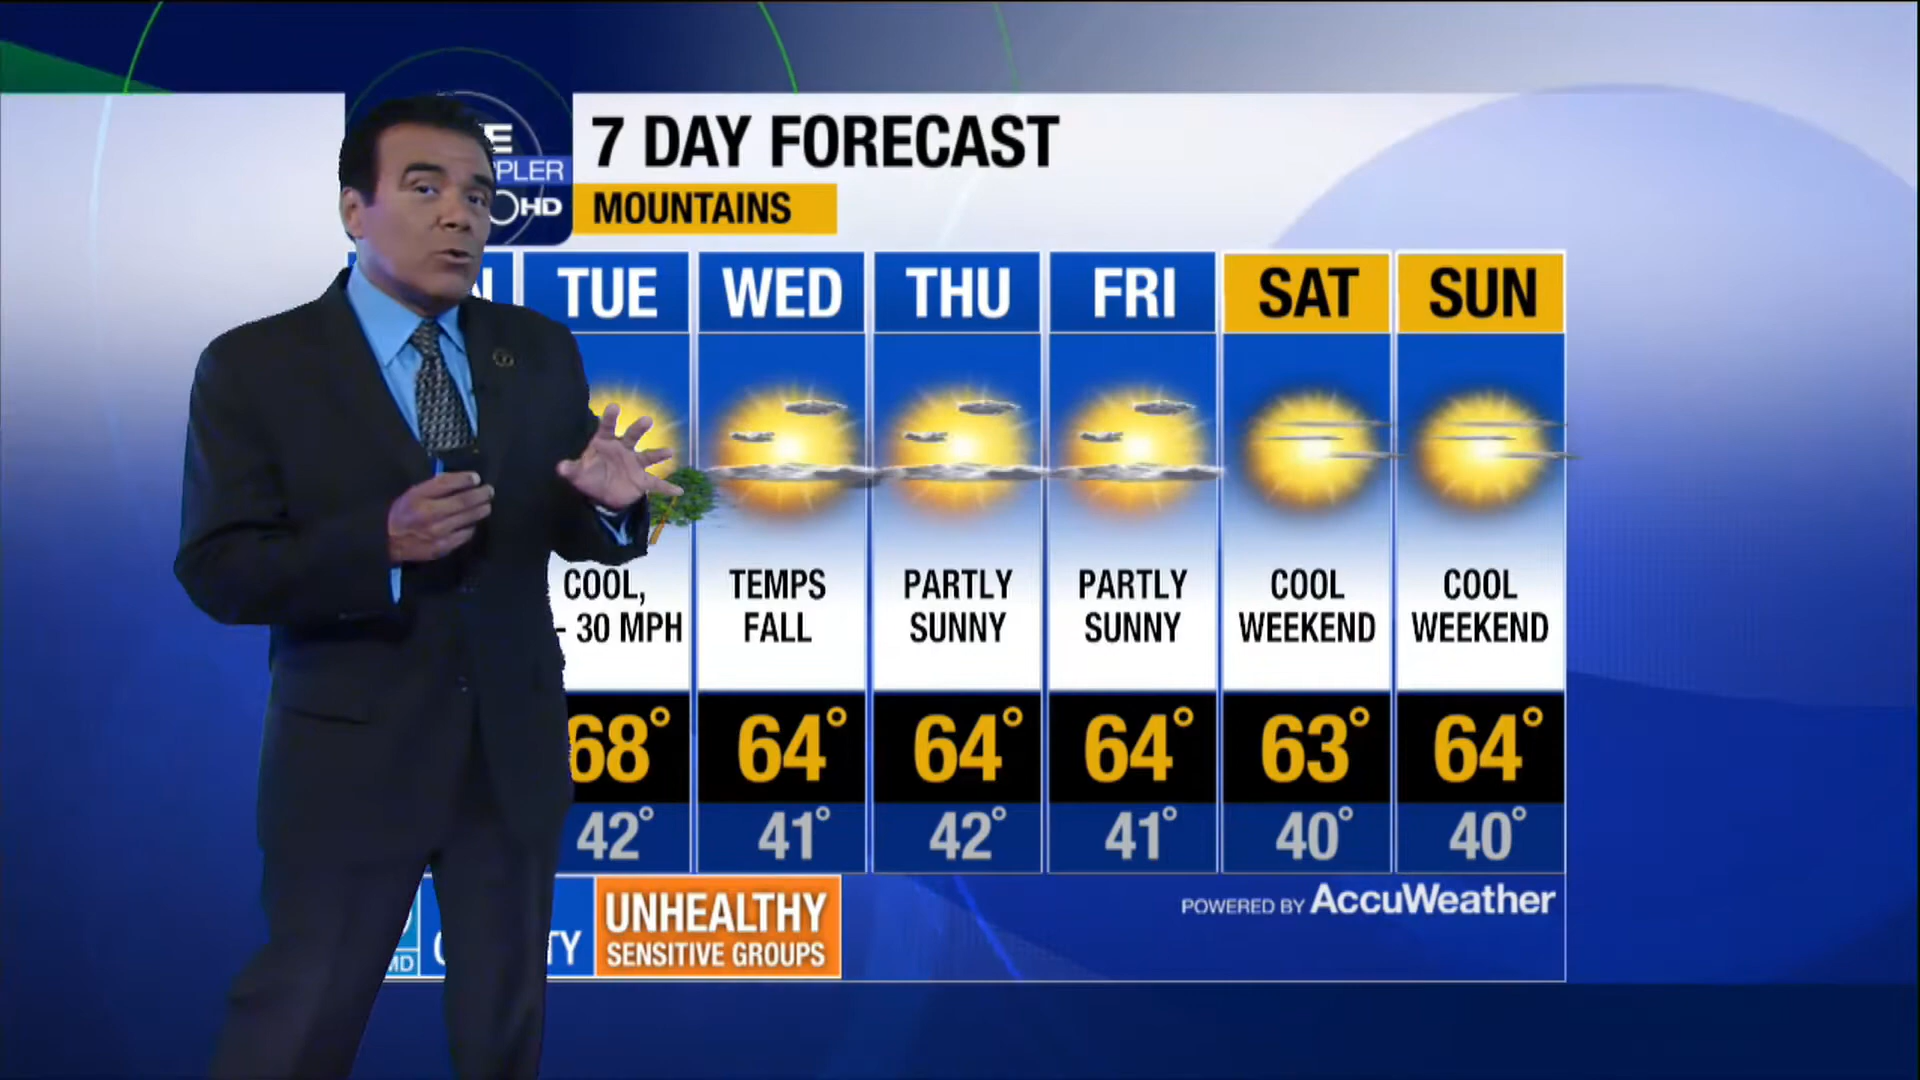 7 DAY FORECAST
PPLER
HD
MOUNTAINS
TUE WED THU FRI SAT SUN
COOL, TEMPS PARTLY PARTLY COOL COOL
- 30 MPH FALL SUNNY SUNNY WEEKEND WEEKEND
68° 64° 64° 64° 63° 64°
42° 41° 42° 41° 40° 40°
UNHEALTHY
SENSITIVE GROUPS
POWERED BY AccuWeather